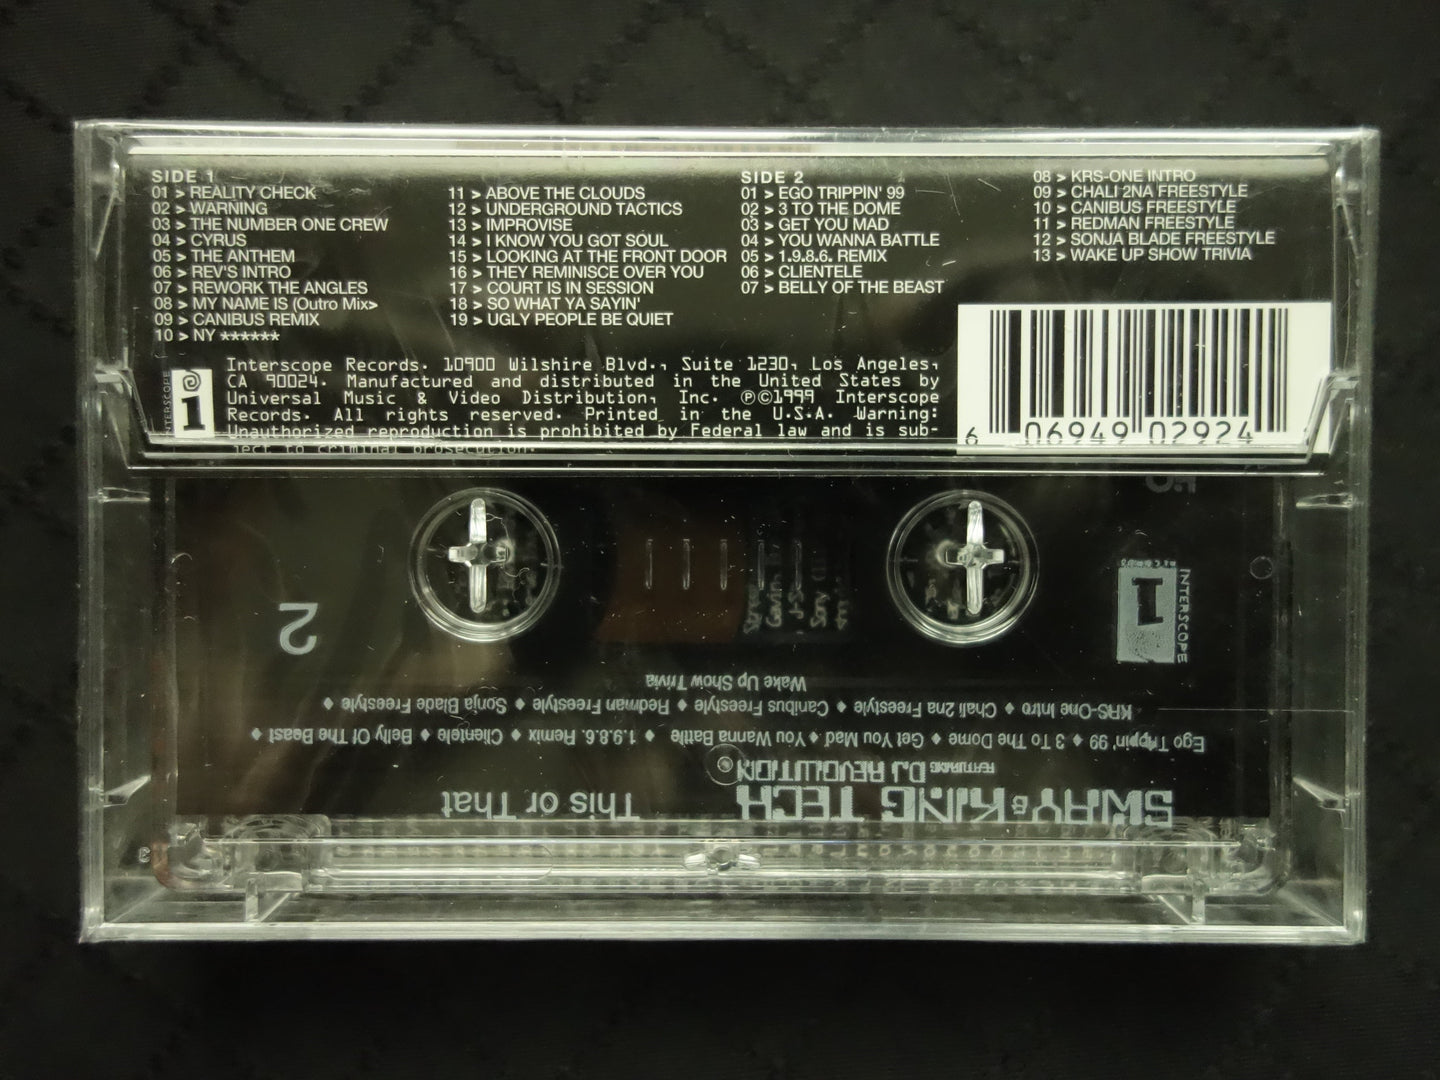 SIDE 1
01 > REALITY CHECK
02 > WARNING
03 > THE NUMBER ONE CREW
04 > CYRUS
05 > THE ANTHEM
06 > REV'S INTRO
07 > REWORK THE ANGLES
08 > MY NAME IS (Outro Mix>
09 > CANIBUS REMIX
10 > NY ******
11 > ABOVE THE CLOUDS
12 > UNDERGROUND TACTICS
13 > IMPROVISE
14 > I KNOW YOU GOT SOUL
15 > LOOKING AT THE FRONT DOOR
16 > THEY REMINISCE OVER YOU
17 > COURT IS IN SESSION
18 > SO WHAT YA SAYIN'
19 > UGLY PEOPLE BE QUIET
SIDE 2
01 > EGO TRIPPIN' 99
02 > 3 TO THE DOME
03 > GET YOU MAD
04 > YOU WANNA BATTLE
05 > 1.9.8.6. REMIX
06 > CLIENTELE
07 > BELLY OF THE BEAST
08 > KRS-ONE INTRO
09 > CHALI 2NA FREESTYLE
10 > CANIBUS FREESTYLE
11 > REDMAN FREESTYLE
12 > SONJA BLADE FREESTYLE
13 > WAKE UP SHOW TRIVIA
INTERSCOPE
Interscope Records. 10900 Wilshire Blvd., Suite 1230, Los Angeles,
CA 90024. Manufactured and distributed in the United States by
Universal Music & Video Distribution, Inc. ℗©1999 Interscope
Records. All rights reserved. Printed in the U.S.A. Warning:
Unauthorized reproduction is prohibited by Federal law and is sub-
ject to criminal prosecution.
6 06949 02924
SWAY & KING TECH This or That
FEATURING DJ REVOLUTION
Ego Trippin' 99 ♦ 3 To The Dome ♦ Get You Mad ♦ You Wanna Battle ♦ 1.9.8.6. Remix ♦ Clientele ♦ Belly Of The Beast ♦
KRS-One Intro ♦ Chali 2na Freestyle ♦ Canibus Freestyle ♦ Redman Freestyle ♦ Sonja Blade Freestyle ♦
Wake Up Show Trivia
INTERSCOPE
RECORDS
2